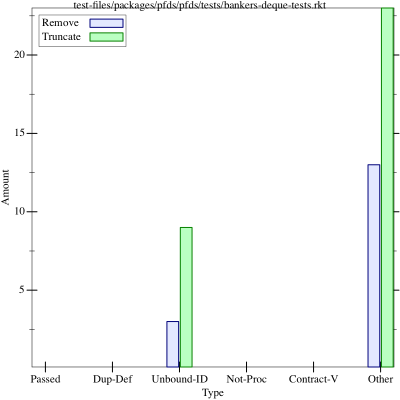 test-files/packages/pfds/pfds/tests/bankers-deque-tests.rkt
Remove
Truncate
20
15
10
5
Amount
Passed Dup-Def Unbound-ID Not-Proc Contract-V Other
Type